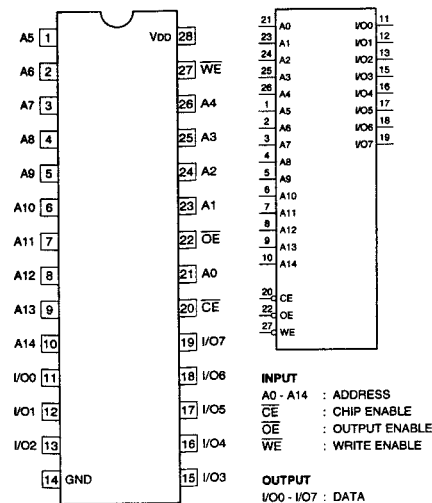 A5 1 VDD 28
A6 2 27 WE
A7 3 26 A4
A8 4 25 A3
A9 5 24 A2
A10 6 23 A1
A11 7 22 OE
A12 8 21 A0
A13 9 20 CE
A14 10 19 I/O7
I/O0 11 18 I/O6
I/O1 12 17 I/O5
I/O2 13 16 I/O4
14 GND 15 I/O3
21 A0 I/O0 11
23 A1 I/O1 12
24 A2 I/O2 13
25 A3 I/O3 15
26 A4 I/O4 16
1 A5 I/O5 17
2 A6 I/O6 18
3 A7 I/O7 19
4 A8
5 A9
6 A10
7 A11
8 A12
9 A13
10 A14
20 CE
22 OE
27 WE
INPUT
A0 - A14 : ADDRESS
CE : CHIP ENABLE
OE : OUTPUT ENABLE
WE : WRITE ENABLE
OUTPUT
I/O0 - I/O7 : DATA